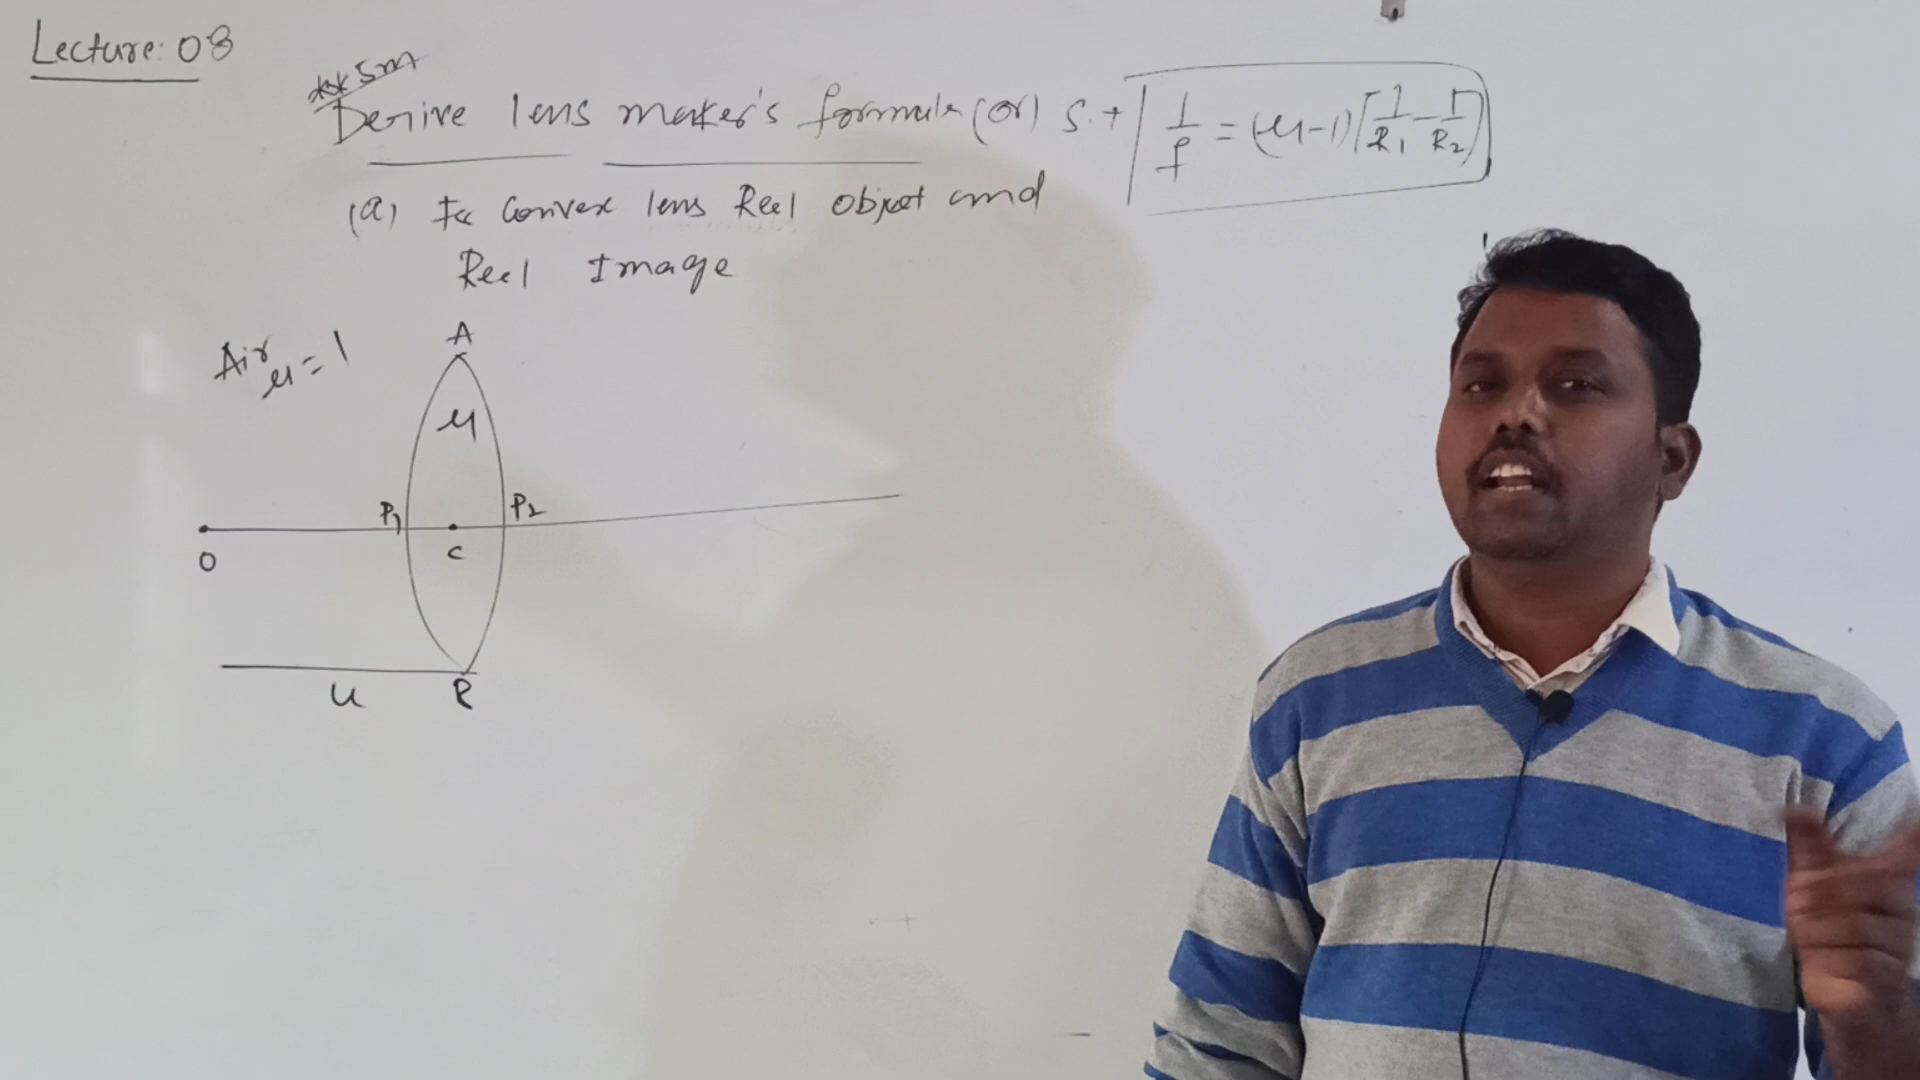 Lecture: 08
**5m
Derive lens maker's formula (or) S.t 1/f = (μ-1)[1/R₁ - 1/R₂]
(a) For Convex lens Real object and
Real Image
Air μ=1
A
μ
P₁ P₂
O C
u B